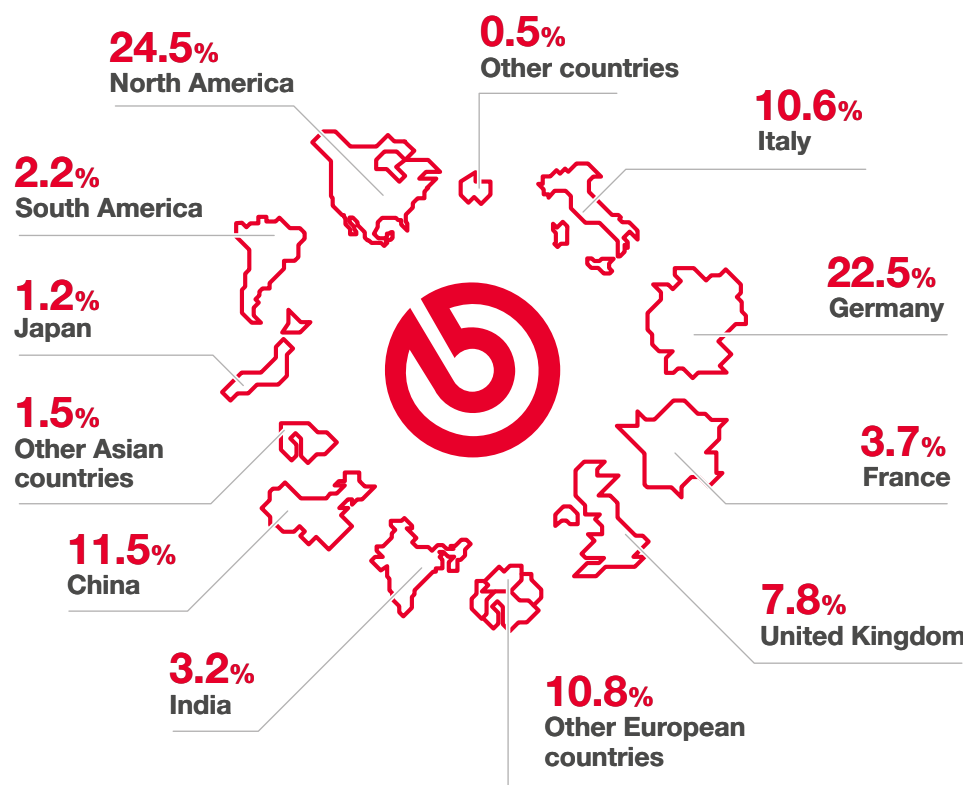 24.5%
North America
0.5%
Other countries
10.6%
Italy
2.2%
South America
22.5%
Germany
1.2%
Japan
1.5%
Other Asian
countries
3.7%
France
11.5%
China
7.8%
United Kingdom
3.2%
India
10.8%
Other European
countries